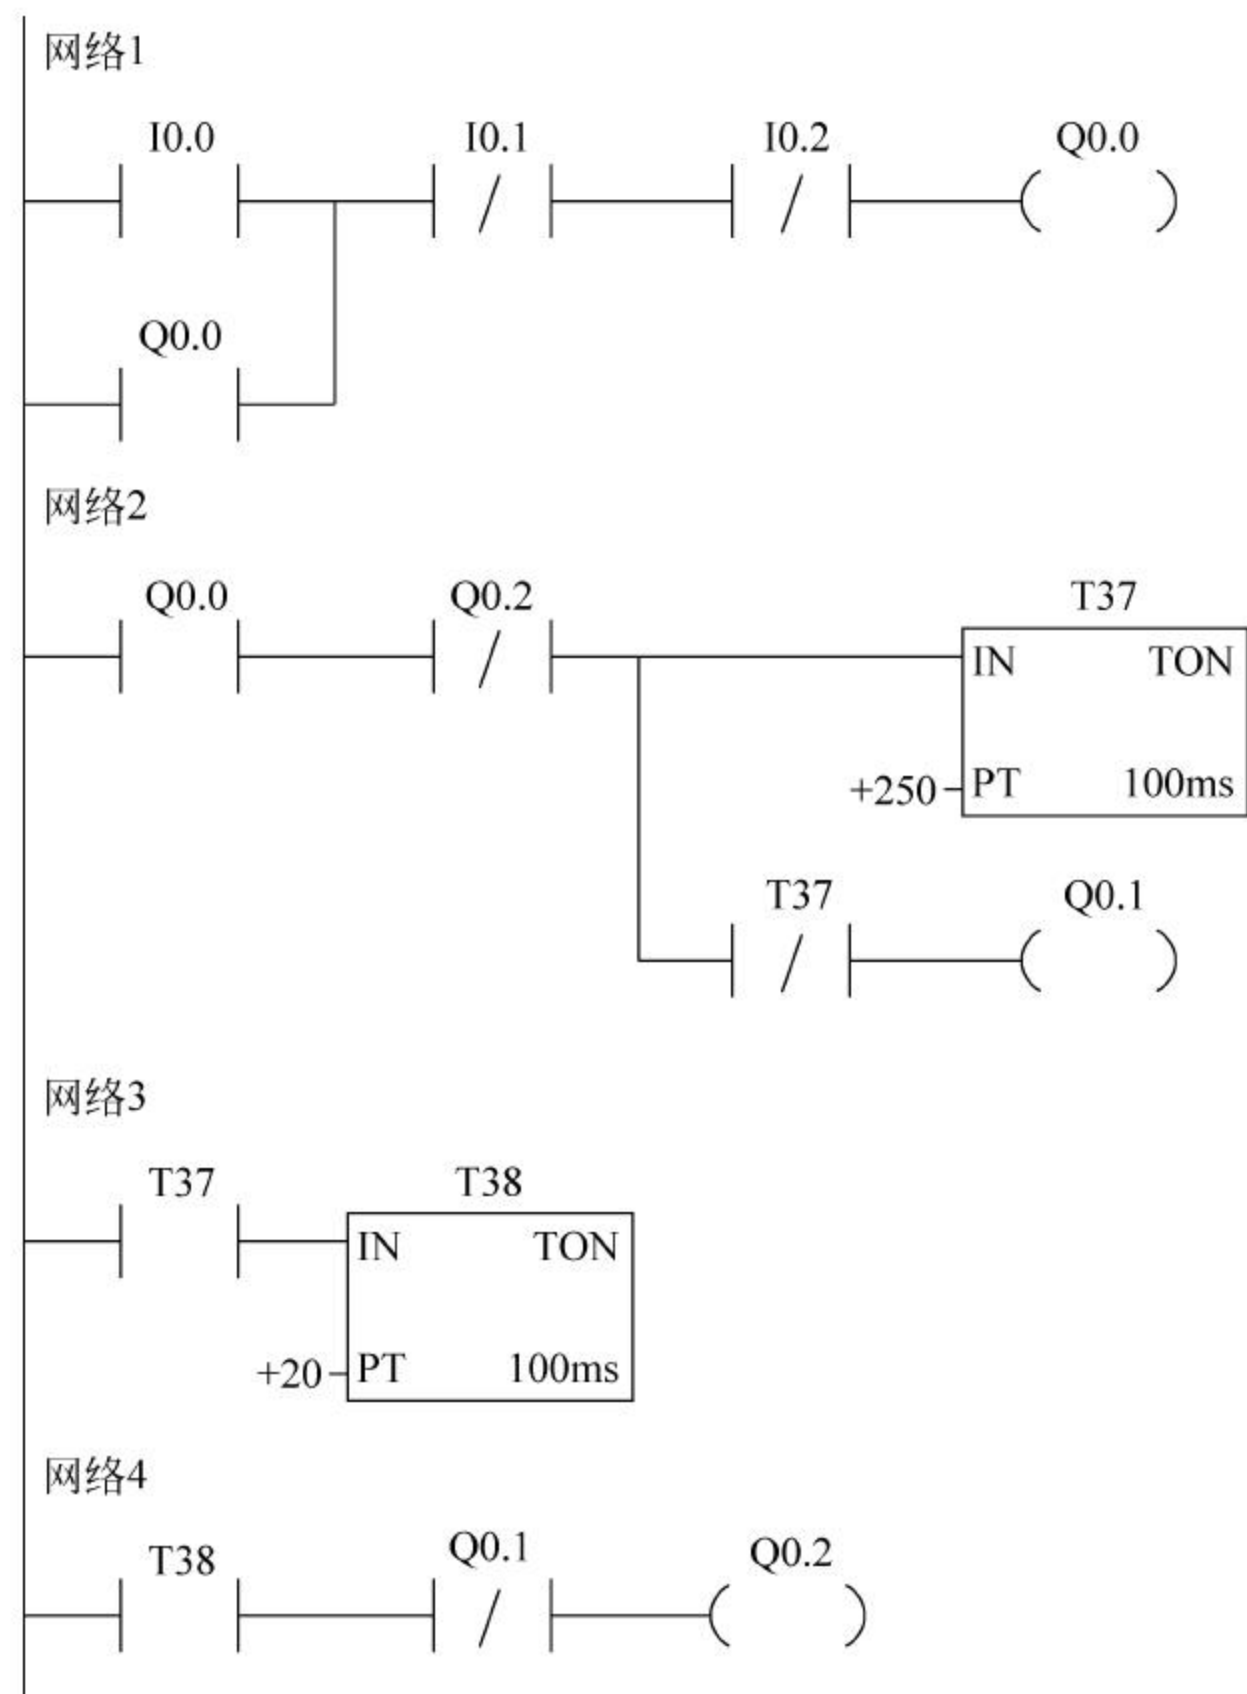 网络1
I0.0 I0.1 I0.2 Q0.0
Q0.0
网络2
Q0.0 Q0.2 T37
IN TON
+250 PT 100ms
T37 Q0.1
网络3
T37 T38
IN TON
+20 PT 100ms
网络4
T38 Q0.1 Q0.2